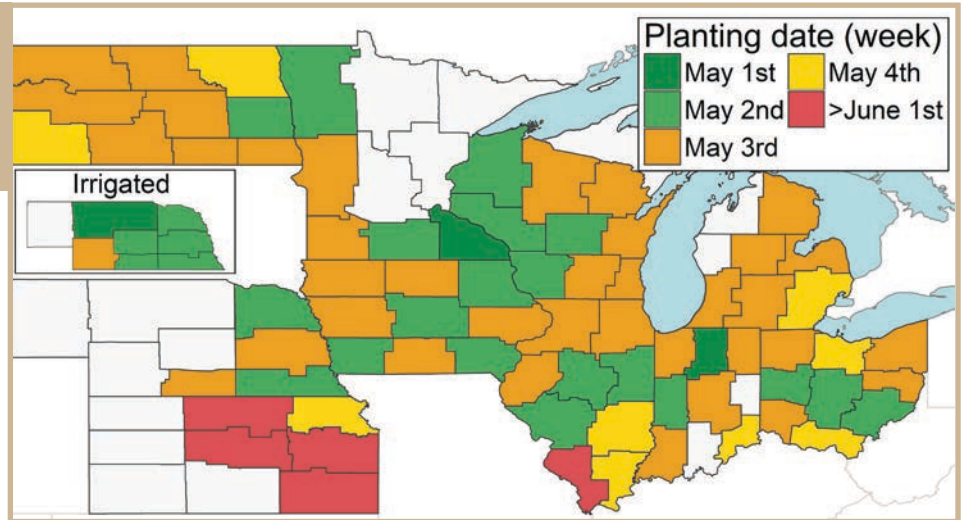 Planting date (week)
May 1st
May 4th
May 2nd
>June 1st
May 3rd
Irrigated